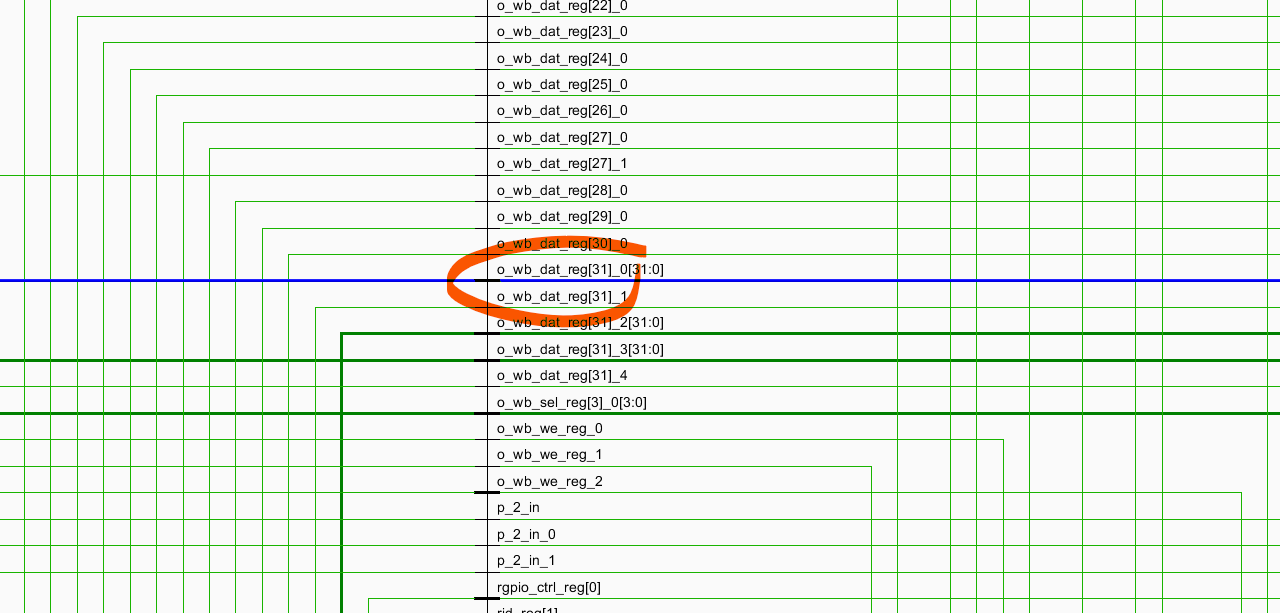 o_wb_dat_reg[22]_0
o_wb_dat_reg[23]_0
o_wb_dat_reg[24]_0
o_wb_dat_reg[25]_0
o_wb_dat_reg[26]_0
o_wb_dat_reg[27]_0
o_wb_dat_reg[27]_1
o_wb_dat_reg[28]_0
o_wb_dat_reg[29]_0
o_wb_dat_reg[30]_0
o_wb_dat_reg[31]_0[31:0]
o_wb_dat_reg[31]_1
o_wb_dat_reg[31]_2[31:0]
o_wb_dat_reg[31]_3[31:0]
o_wb_dat_reg[31]_4
o_wb_sel_reg[3]_0[3:0]
o_wb_we_reg_0
o_wb_we_reg_1
o_wb_we_reg_2
p_2_in
p_2_in_0
p_2_in_1
rgpio_ctrl_reg[0]